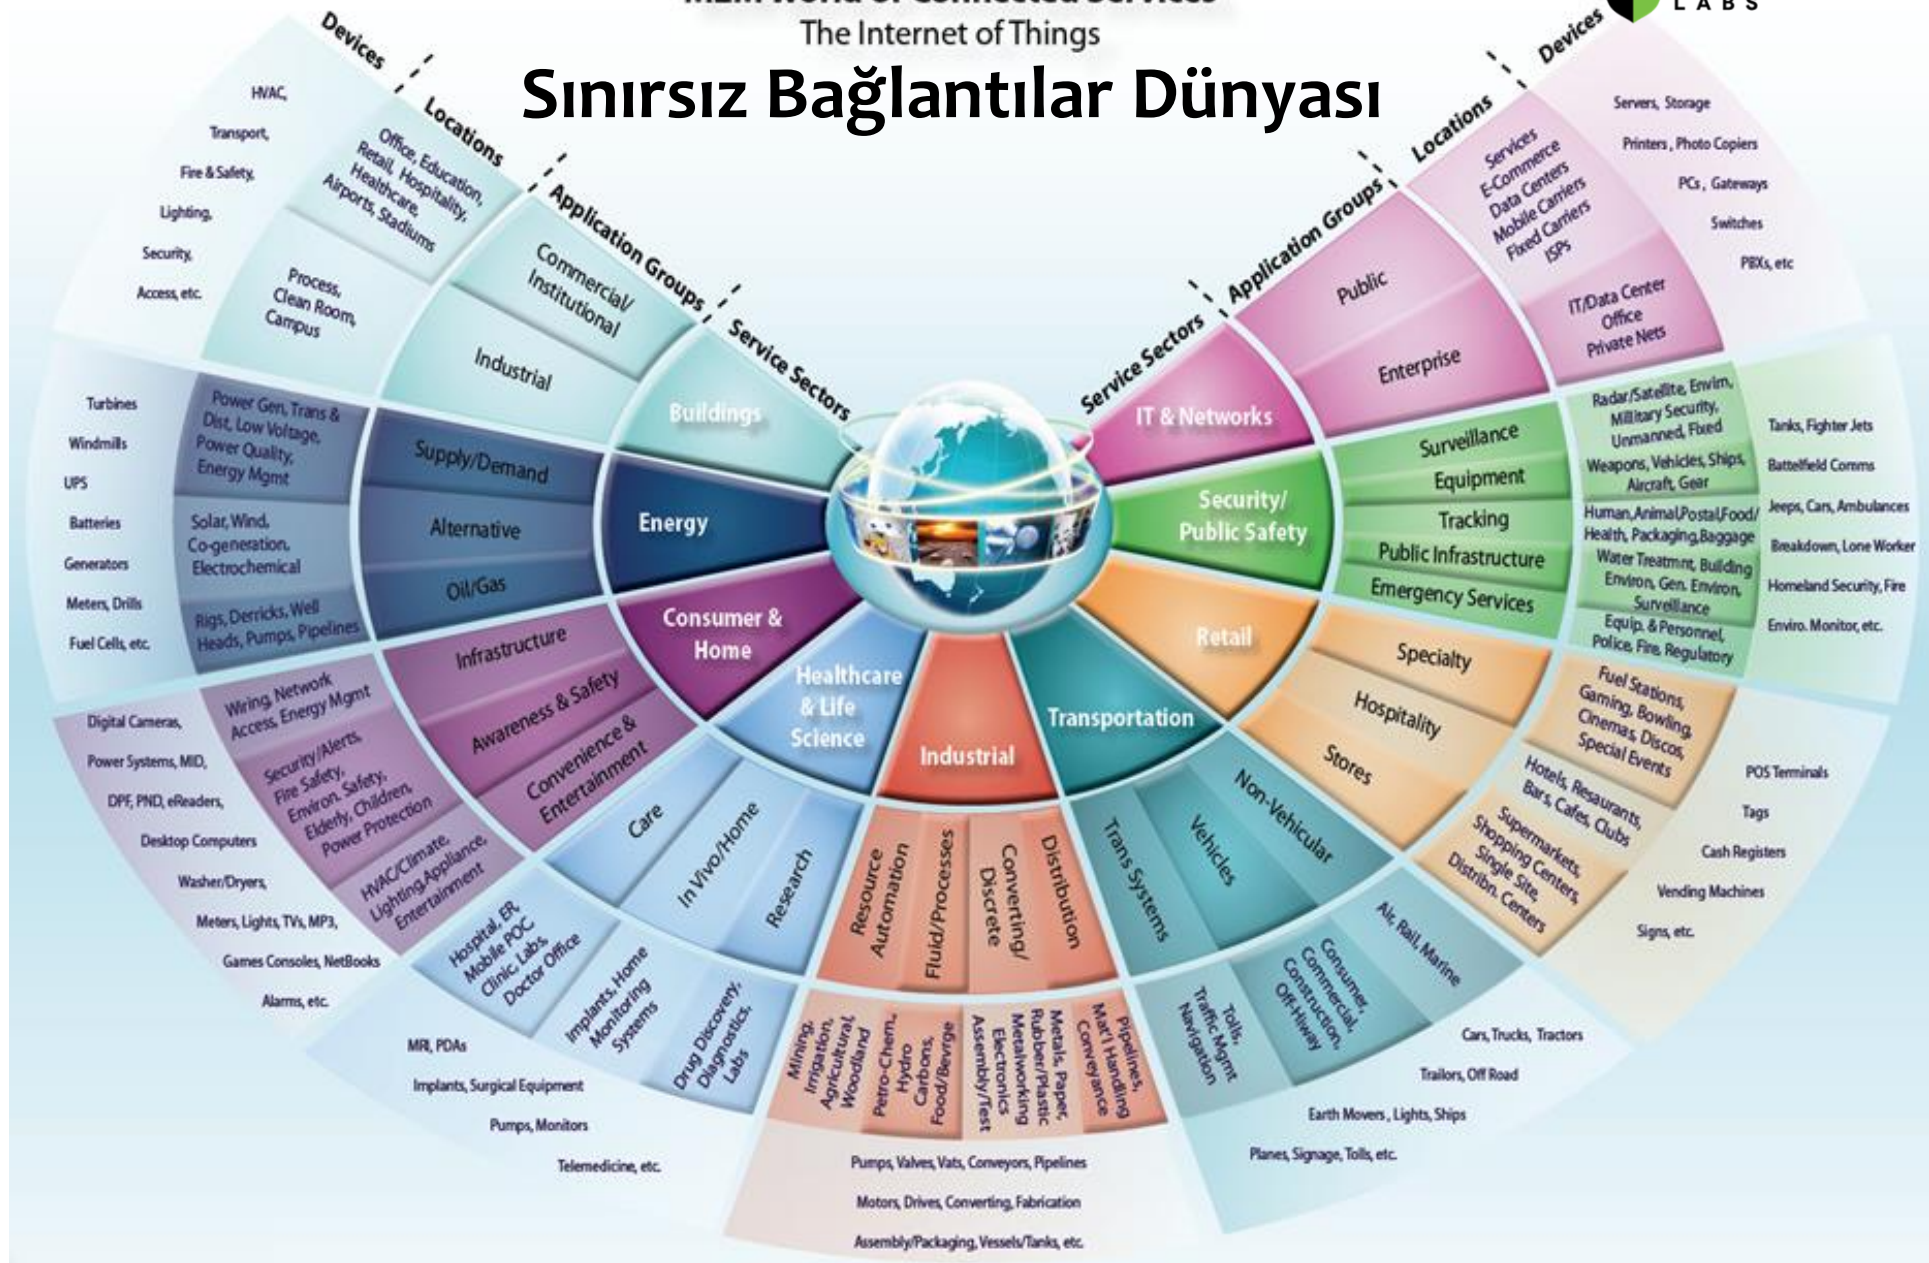 M2M World of Connected Services
The Internet of Things
Sınırsız Bağlantılar Dünyası
LABS
Devices
Locations
Application Groups
Service Sectors
Service Sectors
Application Groups
Locations
Devices
HVAC,
Transport,
Fire & Safety,
Lighting,
Security,
Access, etc.
Office, Education,
Retail, Hospitality,
Healthcare,
Airports, Stadiums
Process,
Clean Room,
Campus
Commercial/
Institutional
Industrial
Buildings
Turbines
Windmills
UPS
Batteries
Generators
Meters, Drills
Fuel Cells, etc.
Power Gen, Trans &
Dist, Low Voltage,
Power Quality,
Energy Mgmt
Solar, Wind,
Co-generation,
Electrochemical
Rigs, Derricks, Well
Heads, Pumps, Pipelines
Supply/Demand
Alternative
Oil/Gas
Energy
Digital Cameras,
Power Systems, MID,
DPF, PND, eReaders,
Desktop Computers
Washer/Dryers,
Meters, Lights, TVs, MP3,
Games Consoles, NetBooks
Alarms, etc.
Wiring, Network
Access, Energy Mgmt
Security/Alerts,
Fire Safety,
Environ. Safety,
Elderly, Children,
Power Protection
HVAC/Climate,
Lighting,Appliance,
Entertainment
Infrastructure
Awareness & Safety
Convenience &
Entertainment
Consumer &
Home
MRI, PDAs
Implants, Surgical Equipment
Pumps, Monitors
Telemedicine, etc.
Hospital, ER,
Mobile POC
Clinic, Labs,
Doctor Office
Implants, Home
Monitoring
Systems
Drug Discovery,
Diagnostics,
Labs
Care
In Vivo/Home
Research
Healthcare
& Life
Science
Pumps, Valves, Vats, Conveyors, Pipelines
Motors, Drives, Converting, Fabrication
Assembly/Packaging, Vessels/Tanks, etc.
Mining,
Irrigation,
Agricultural,
Woodland
Petro-Chem.,
Hydro
Carbons,
Food/Bevrge
Metals, Paper,
Rubber/Plastic
Metalworking
Electronics
Assembly/Test
Pipelines,
Mat'l Handling
Conveyance
Resource
Automation
Fluid/Processes
Converting/
Discrete
Distribution
Industrial
Cars, Trucks, Tractors
Trailors, Off Road
Earth Movers , Lights, Ships
Planes, Signage, Tolls, etc.
Tolls,
Traffic Mgmt
Navigation
Consumer,
Commercial,
Construction,
Off-Hiway
Air, Rail, Marine
Trans Systems
Vehicles
Non-Vehicular
Transportation
POS Terminals
Tags
Cash Registers
Vending Machines
Signs, etc.
Fuel Stations,
Gaming, Bowling,
Cinemas, Discos,
Special Events
Hotels, Resaurants,
Bars, Cafes, Clubs
Supermarkets,
Shopping Centers,
Single Site,
Distribn. Centers
Specialty
Hospitality
Stores
Retail
Tanks, Fighter Jets
Battelfield Comms
Jeeps, Cars, Ambulances
Breakdown, Lone Worker
Homeland Security, Fire
Enviro. Monitor, etc.
Radar/Satellite, Envirn,
Millitary Security,
Unmanned, Fixed
Weapons, Vehicles, Ships,
Aircraft, Gear
Human,Animal,Postal,Food/
Health, Packaging,Baggage
Water Treatmnt, Building
Environ, Gen. Environ,
Surveillance
Equip. & Personnel,
Police, Fire, Regulatory
Surveillance
Equipment
Tracking
Public Infrastructure
Emergency Services
Security/
Public Safety
Servers, Storage
Printers , Photo Copiers
PCs , Gateways
Switches
PBXs, etc
Services
E-Commerce
Data Centers
Mobile Carriers
Fixed Carriers
ISPs
IT/Data Center
Office
Private Nets
Public
Enterprise
IT & Networks